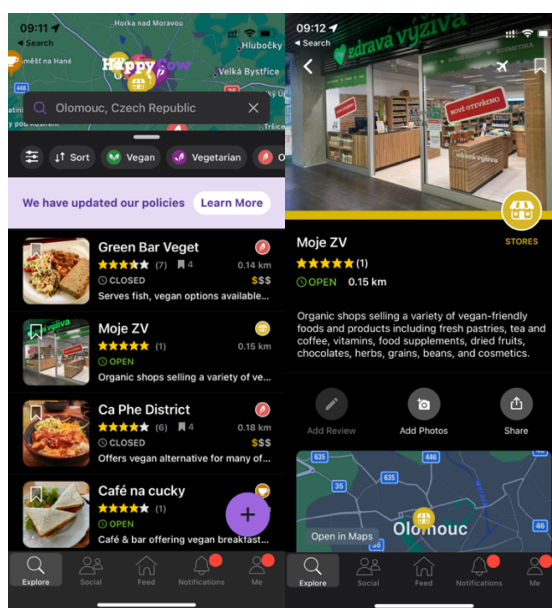 09:11
Search
Horka nad Moravou
Hlubočky
HappyCow
Velká Bystřice
Olomouc, Czech Republic
Sort
Vegan
Vegetarian
We have updated our policies
Learn More
Green Bar Veget
(7) 4 0.14 km
CLOSED $$$
Serves fish, vegan options available...
Moje ZV
(1) 0.15 km
OPEN
Organic shops selling a variety of ve...
Ca Phe District
(6) 4 0.18 km
CLOSED $$$
Offers vegan alternative for many of...
Café na cucky
(1)
OPEN
Café & bar offering vegan breakfast...
+
Explore
Social
Feed
Notifications
Me
09:12
Search
zdravá výživa
KOSMETIKA
NOVĚ OTEVŘENO
zdravá výživa
Moje ZV
STORES
(1)
OPEN 0.15 km
Organic shops selling a variety of vegan-friendly
foods and products including fresh pastries, tea and
coffee, vitamins, food supplements, dried fruits,
chocolates, herbs, grains, beans, and cosmetics.
Add Review
Add Photos
Share
635
446
35
46
Olomouc
Open in Maps
Explore
Social
Feed
Notifications
Me